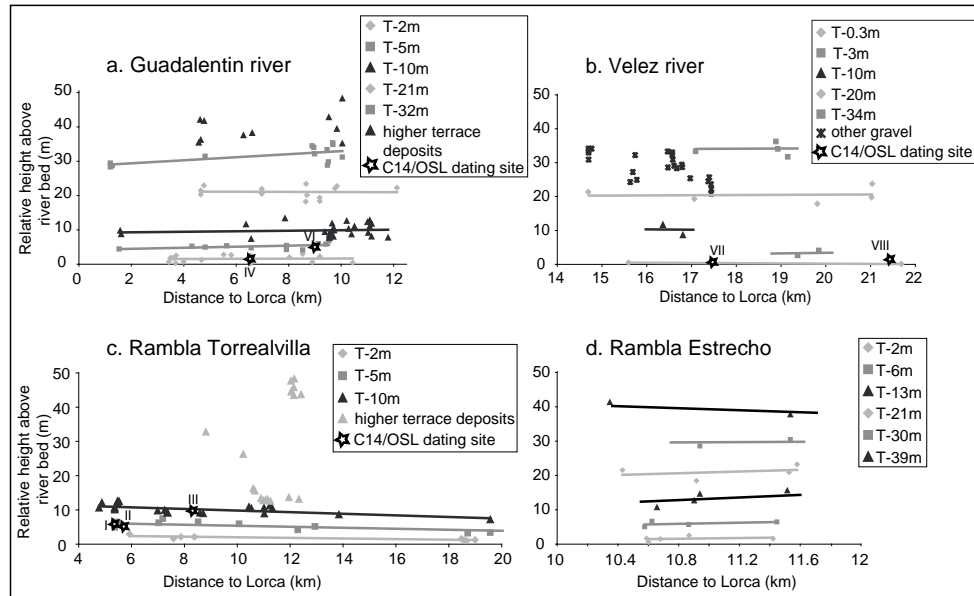 a. Guadalentin river
T-2m
T-5m
T-10m
T-21m
T-32m
higher terrace deposits
C14/OSL dating site
Relative height above river bed (m)
50
40
30
20
10
0
VI
IV
0 2 4 6 8 10 12
Distance to Lorca (km)
b. Velez river
T-0.3m
T-3m
T-10m
T-20m
T-34m
other gravel
C14/OSL dating site
50
40
30
20
10
0
VII
VIII
14 15 16 17 18 19 20 21 22
Distance to Lorca (km)
c. Rambla Torrealvilla
T-2m
T-5m
T-10m
higher terrace deposits
C14/OSL dating site
Relative height above river bed (m)
50
40
30
20
10
0
III
I
II
4 6 8 10 12 14 16 18 20
Distance to Lorca (km)
d. Rambla Estrecho
T-2m
T-6m
T-13m
T-21m
T-30m
T-39m
50
40
30
20
10
0
10 10.4 10.8 11.2 11.6 12
Distance to Lorca (km)